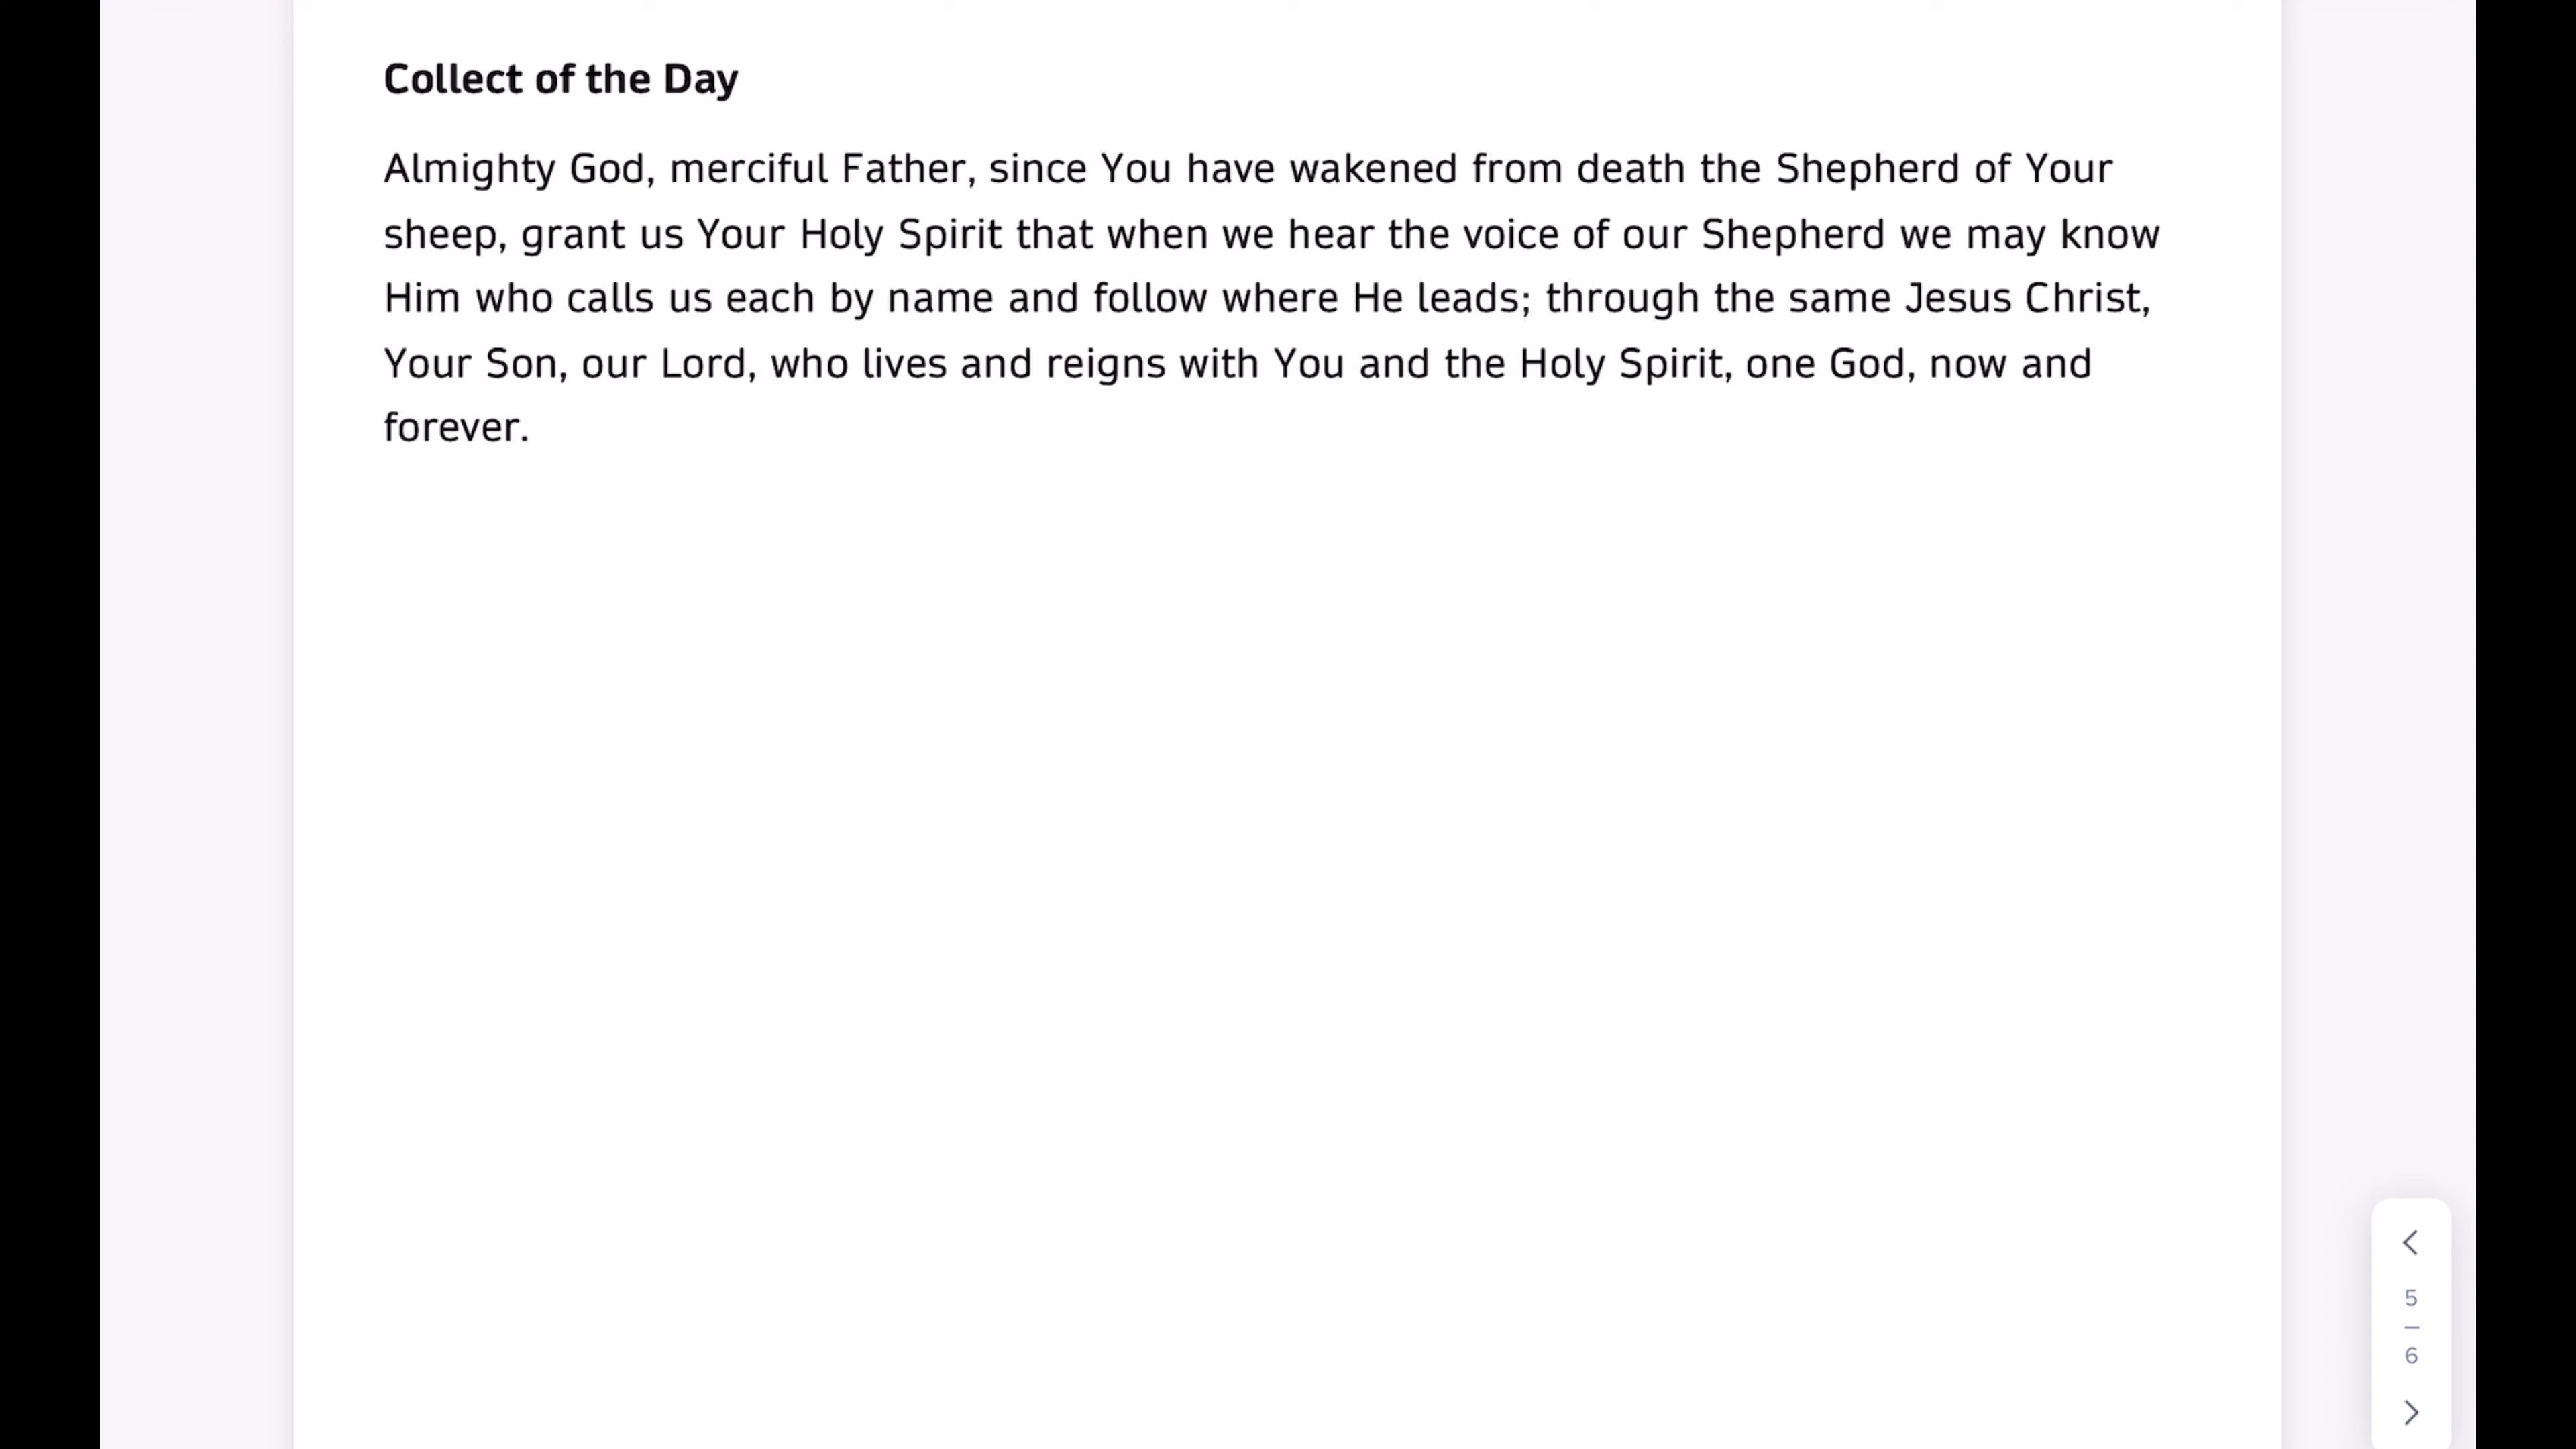 Collect of the Day
Almighty God, merciful Father, since You have wakened from death the Shepherd of Your
sheep, grant us Your Holy Spirit that when we hear the voice of our Shepherd we may know
Him who calls us each by name and follow where He leads; through the same Jesus Christ,
Your Son, our Lord, who lives and reigns with You and the Holy Spirit, one God, now and
forever.
5
6